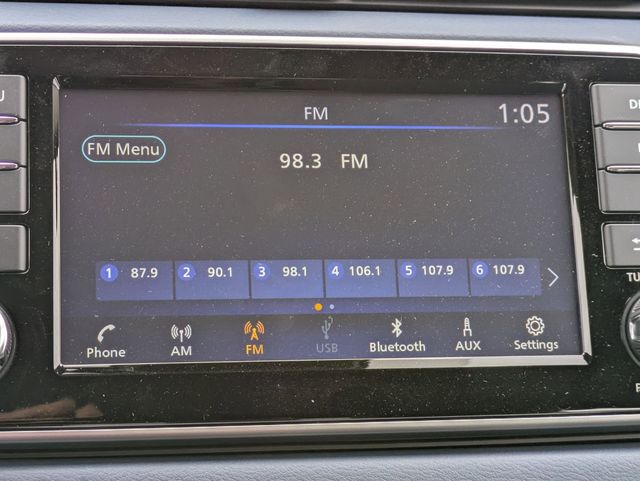 FM
1:05
FM Menu
98.3 FM
1 87.9 2 90.1 3 98.1 4 106.1 5 107.9 6 107.9
Phone AM FM USB Bluetooth AUX Settings